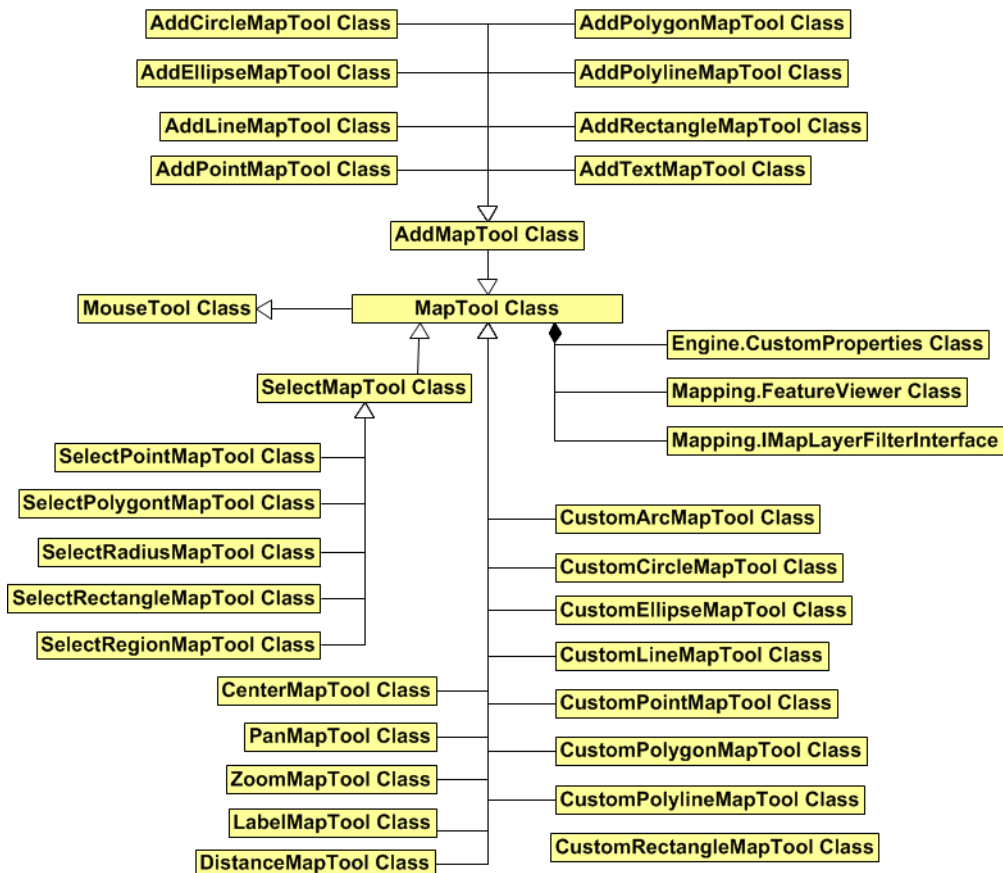 AddCircleMapTool Class
AddPolygonMapTool Class
AddEllipseMapTool Class
AddPolylineMapTool Class
AddLineMapTool Class
AddRectangleMapTool Class
AddPointMapTool Class
AddTextMapTool Class
AddMapTool Class
MouseTool Class
MapTool Class
Engine.CustomProperties Class
SelectMapTool Class
Mapping.FeatureViewer Class
Mapping.IMapLayerFilterInterface
SelectPointMapTool Class
SelectPolygontMapTool Class
SelectRadiusMapTool Class
SelectRectangleMapTool Class
SelectRegionMapTool Class
CustomArcMapTool Class
CustomCircleMapTool Class
CustomEllipseMapTool Class
CustomLineMapTool Class
CenterMapTool Class
CustomPointMapTool Class
PanMapTool Class
CustomPolygonMapTool Class
ZoomMapTool Class
CustomPolylineMapTool Class
LabelMapTool Class
CustomRectangleMapTool Class
DistanceMapTool Class